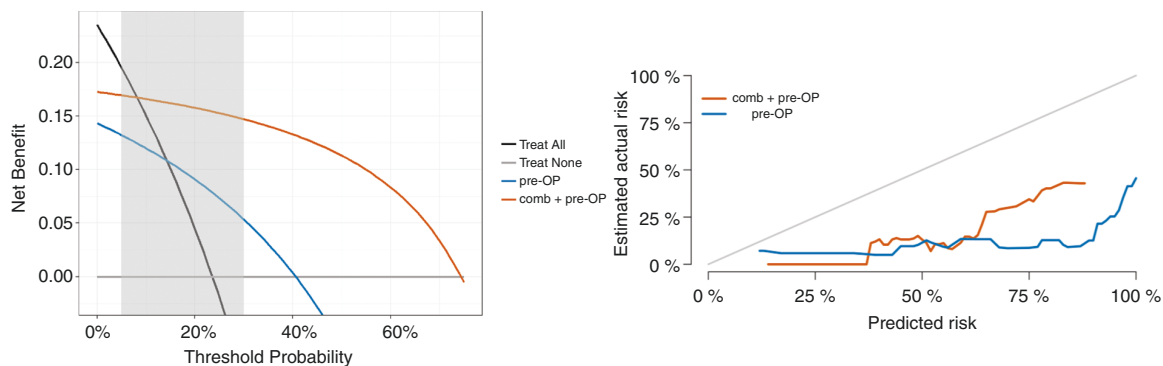 0.20
0.15
0.10
0.05
0.00
Net Benefit
0%
20%
40%
60%
Threshold Probability
Treat All
Treat None
pre-OP
comb + pre-OP
100 %
75 %
50 %
25 %
0 %
Estimated actual risk
comb + pre-OP
pre-OP
0 %
25 %
50 %
75 %
100 %
Predicted risk